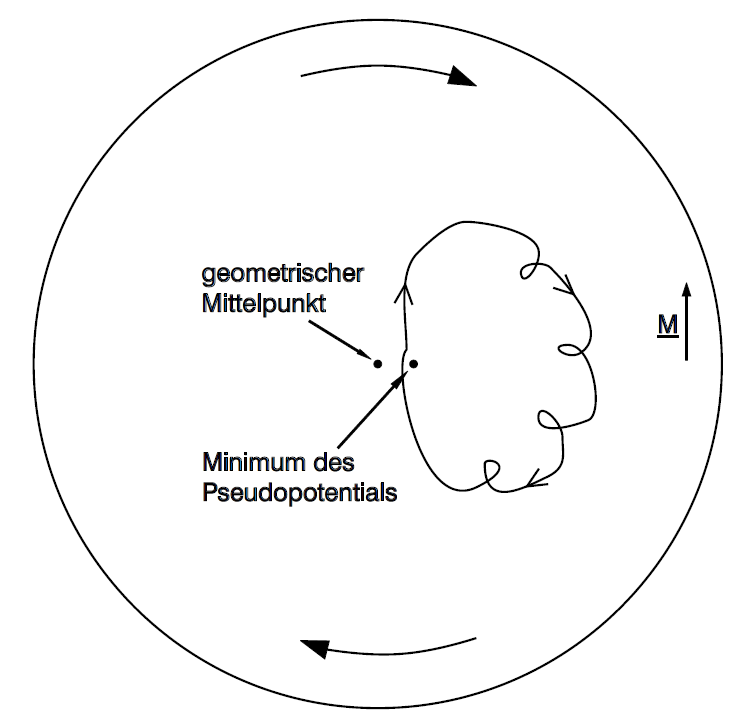 geometrischer
Mittelpunkt
M
Minimum des
Pseudopotentials